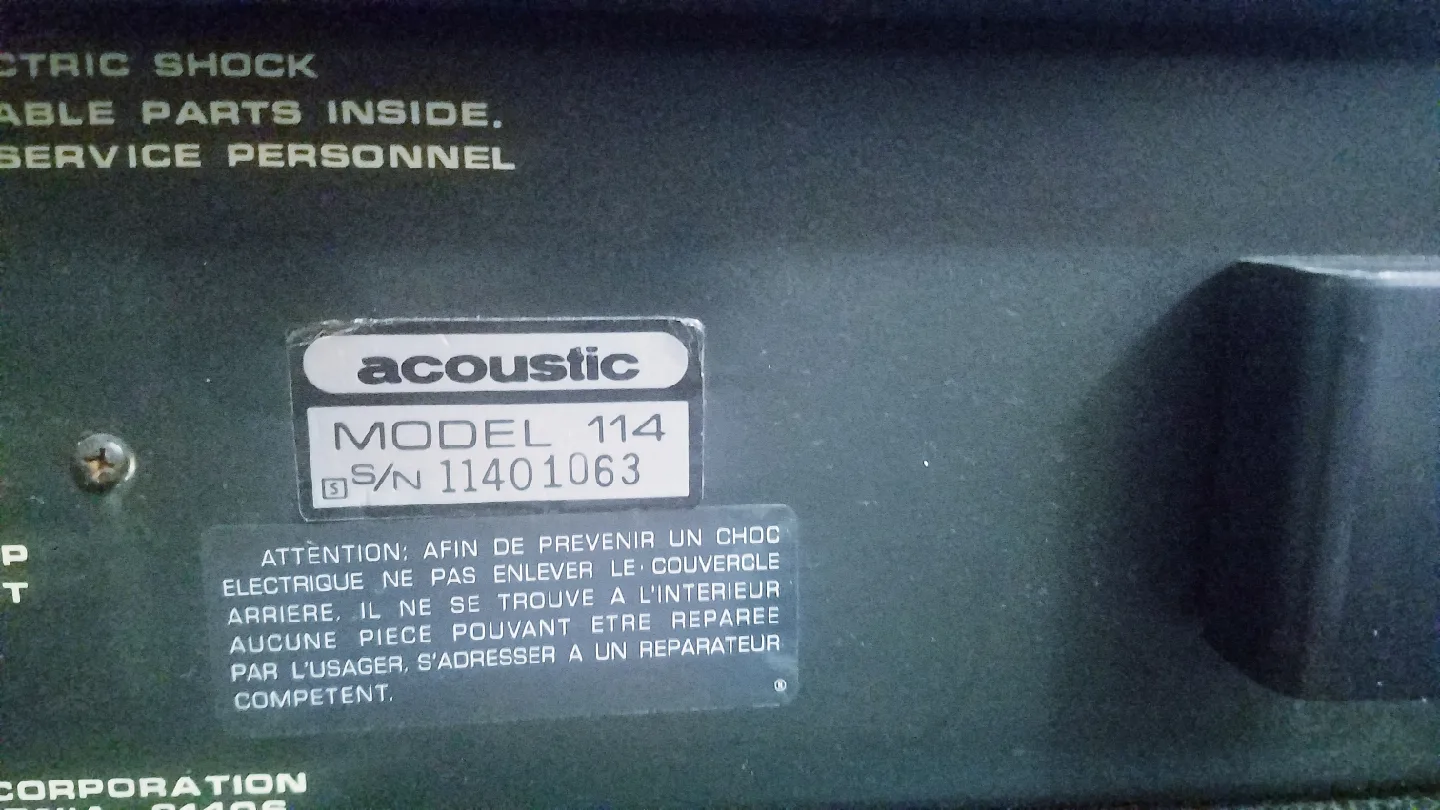 CTRIC SHOCK
ABLE PARTS INSIDE.
SERVICE PERSONNEL
acoustic
MODEL 114
S S/N 11401063
P
T
ATTENTION: AFIN DE PREVENIR UN CHOC
ELECTRIQUE NE PAS ENLEVER LE COUVERCLE
ARRIERE, IL NE SE TROUVE A L'INTERIEUR
AUCUNE PIECE POUVANT ETRE REPAREE
PAR L'USAGER, S'ADRESSER A UN REPARATEUR
COMPETENT.
®
CORPORATION